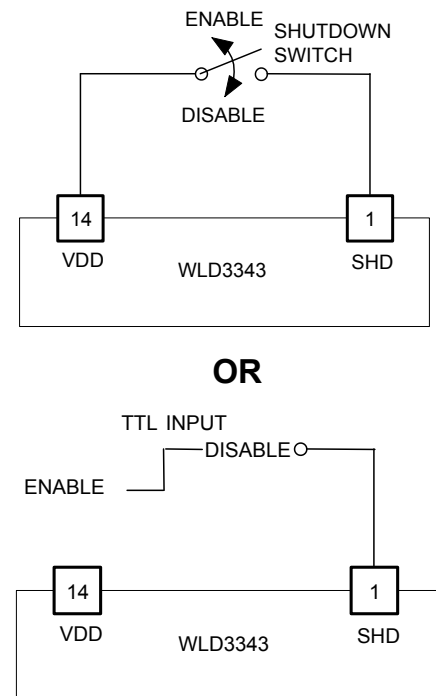 ENABLE
SHUTDOWN
SWITCH
DISABLE
14
1
VDD
WLD3343
SHD
OR
TTL INPUT
DISABLE
ENABLE
14
1
VDD
WLD3343
SHD